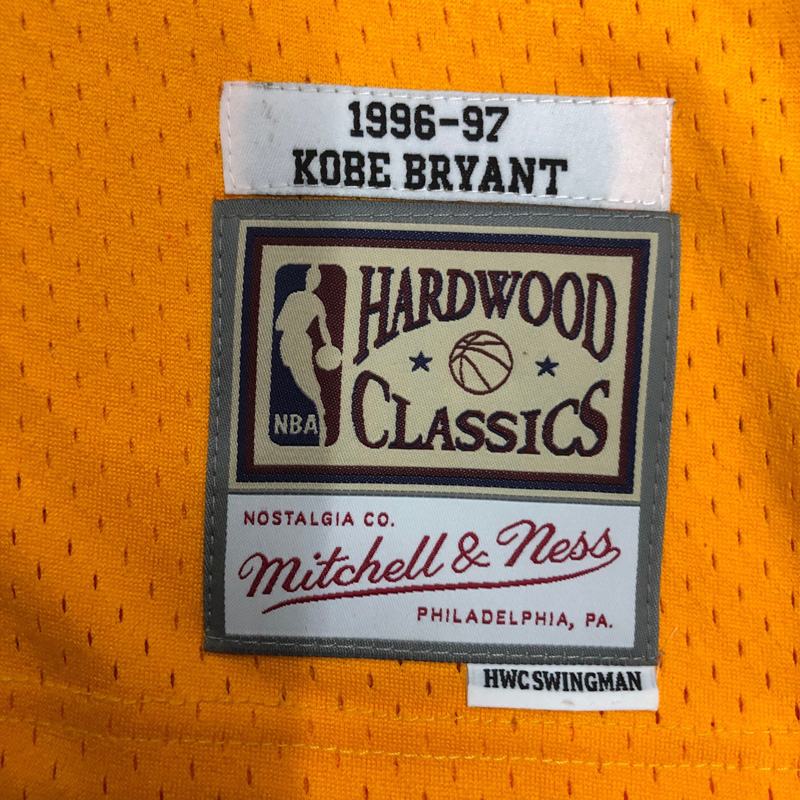 1996-97
KOBE BRYANT
HARDWOOD
CLASSICS
NBA
NOSTALGIA CO.
Mitchell & Ness
PHILADELPHIA, PA.
HWC SWINGMAN